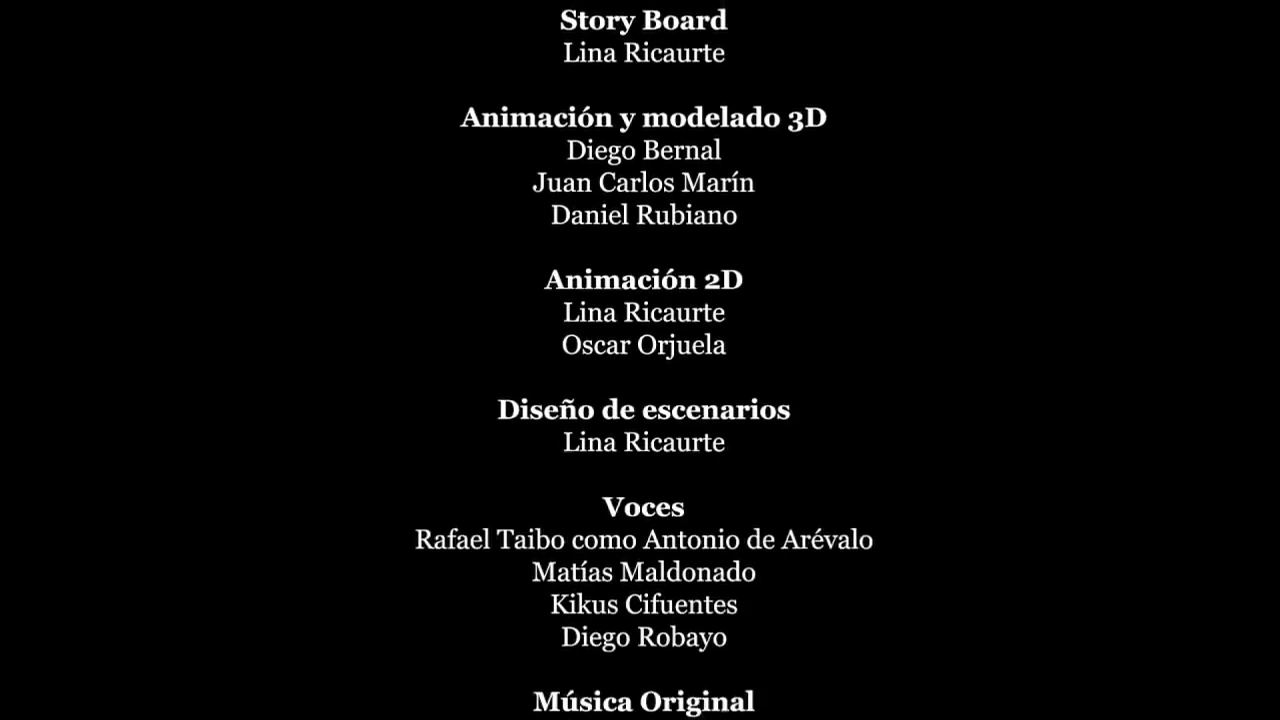 Story Board
Lina Ricaurte
Animación y modelado 3D
Diego Bernal
Juan Carlos Marín
Daniel Rubiano
Animación 2D
Lina Ricaurte
Oscar Orjuela
Diseño de escenarios
Lina Ricaurte
Voces
Rafael Taibo como Antonio de Arévalo
Matías Maldonado
Kikus Cifuentes
Diego Robayo
Música Original